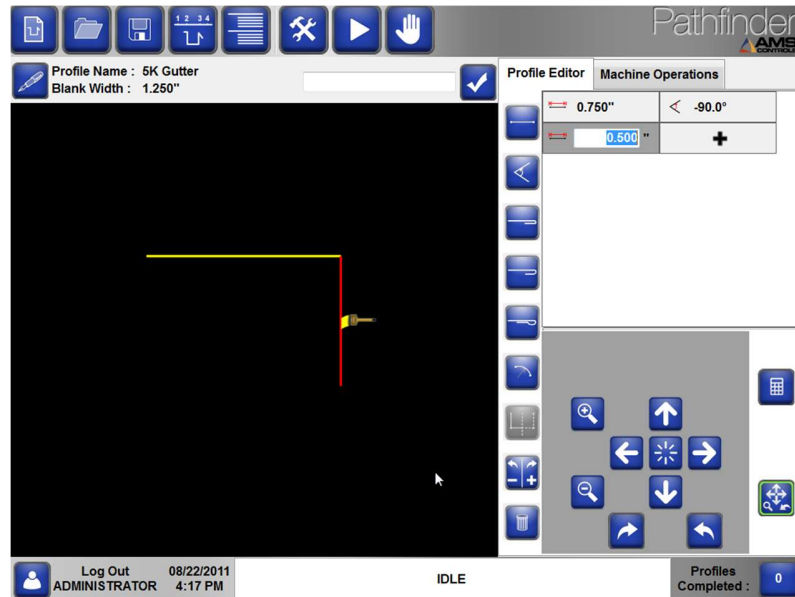 1 2 3 4
Pathfinder
AMS
CONTROLS
Profile Name : 5K Gutter
Blank Width : 1.250"
Profile Editor
Machine Operations
0.750"
-90.0°
0.500 "
Log Out
ADMINISTRATOR
08/22/2011
4:17 PM
IDLE
Profiles
Completed :
0